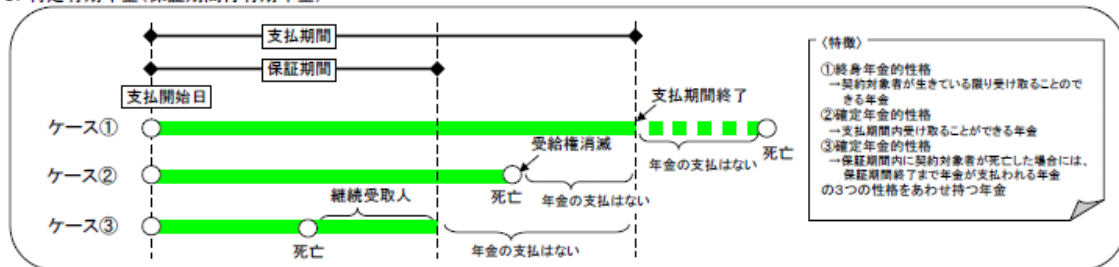 支払期間
保証期間
支払開始日
支払期間終了
ケース①
受給権消滅
年金の支払はない
死亡
ケース②
継続受取人
死亡
年金の支払はない
ケース③
死亡
年金の支払はない
〈特徴〉
①終身年金的性格
→契約対象者が生きている限り受け取ることので
きる年金
②確定年金的性格
→支払期間内受け取ることができる年金
③確定年金的性格
→保証期間内に契約対象者が死亡した場合には、
保証期間終了まで年金が支払われる年金
の3つの性格をあわせ持つ年金